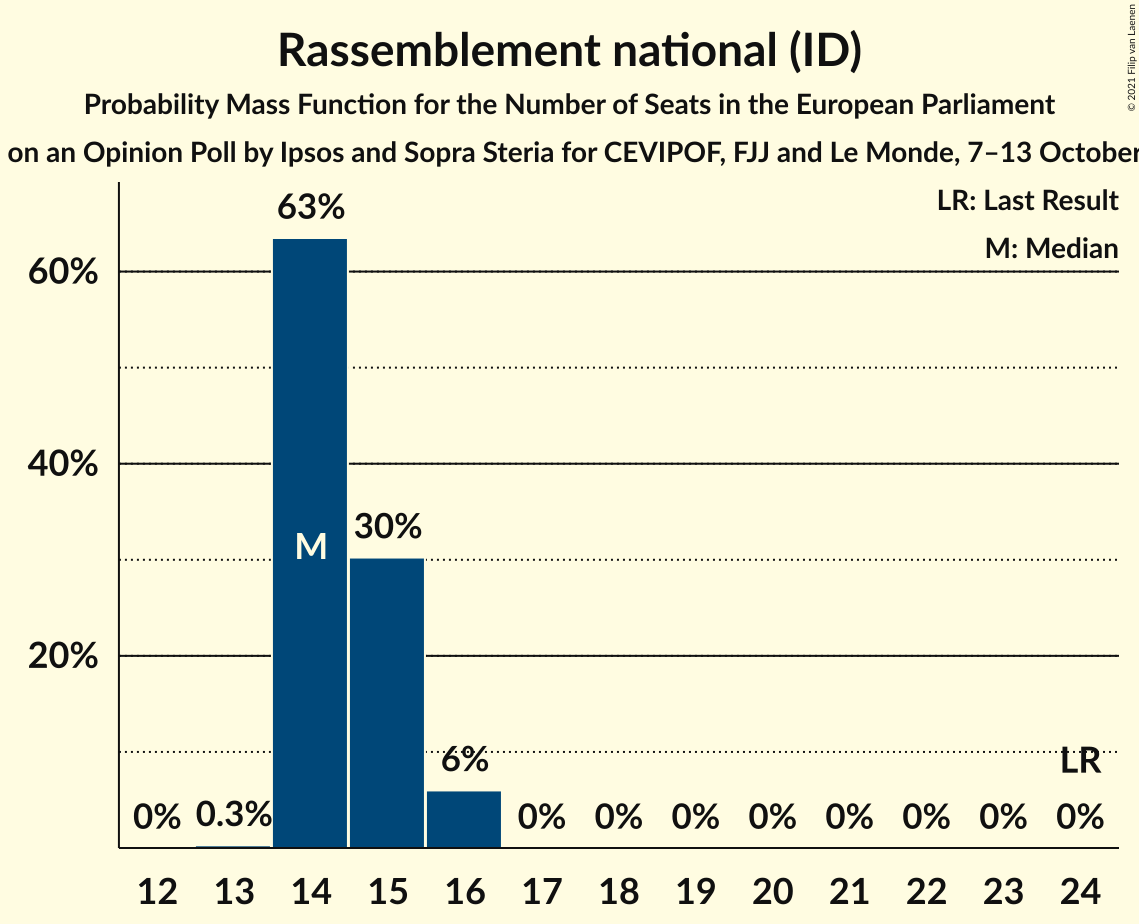 Rassemblement national (ID)
Probability Mass Function for the Number of Seats in the European Parliament
on an Opinion Poll by Ipsos and Sopra Steria for CEVIPOF, FJJ and Le Monde, 7–13 October
© 2021 Filip van Laenen
LR: Last Result
M: Median
63%
60%
40%
30%
M
20%
6%
LR
0% 0.3% 0% 0% 0% 0% 0% 0% 0% 0%
12 13 14 15 16 17 18 19 20 21 22 23 24